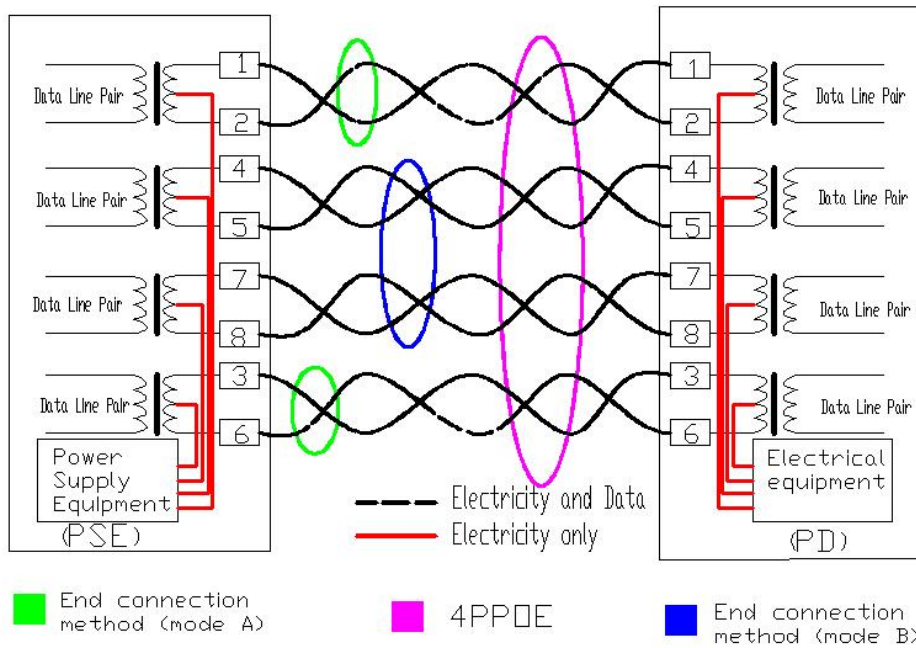 1
1
Data Line Pair
Data Line Pair
2
2
4
4
Data Line Pair
Data Line Pair
5
5
7
7
Data Line Pair
Data Line Pair
8
8
3
3
Data Line Pair
Data Line Pair
6
6
Power
Supply
Equipment
(PSE)
Electrical
equipment
(PD)
Electricity and Data
Electricity only
End connection
method (mode A)
4PPOE
End connection
method (mode B)